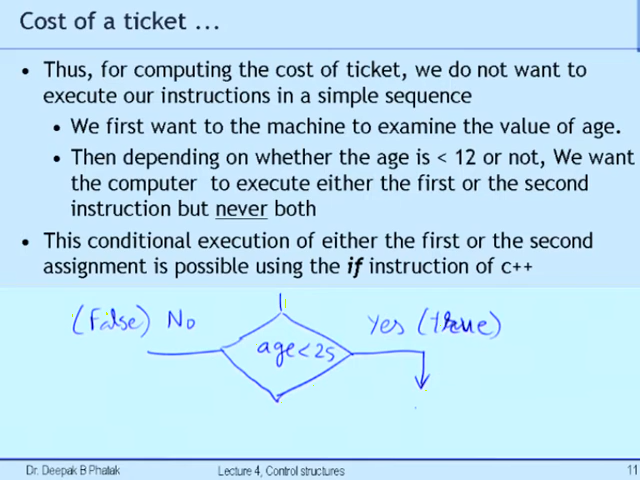 Cost of a ticket ...
• Thus, for computing the cost of ticket, we do not want to
execute our instructions in a simple sequence
• We first want to the machine to examine the value of age.
• Then depending on whether the age is < 12 or not, We want
the computer to execute either the first or the second
instruction but never both
• This conditional execution of either the first or the second
assignment is possible using the if instruction of c++
(False) No
Yes (true)
age<25
Dr. Deepak B Phatak
Lecture 4, Control structures
11